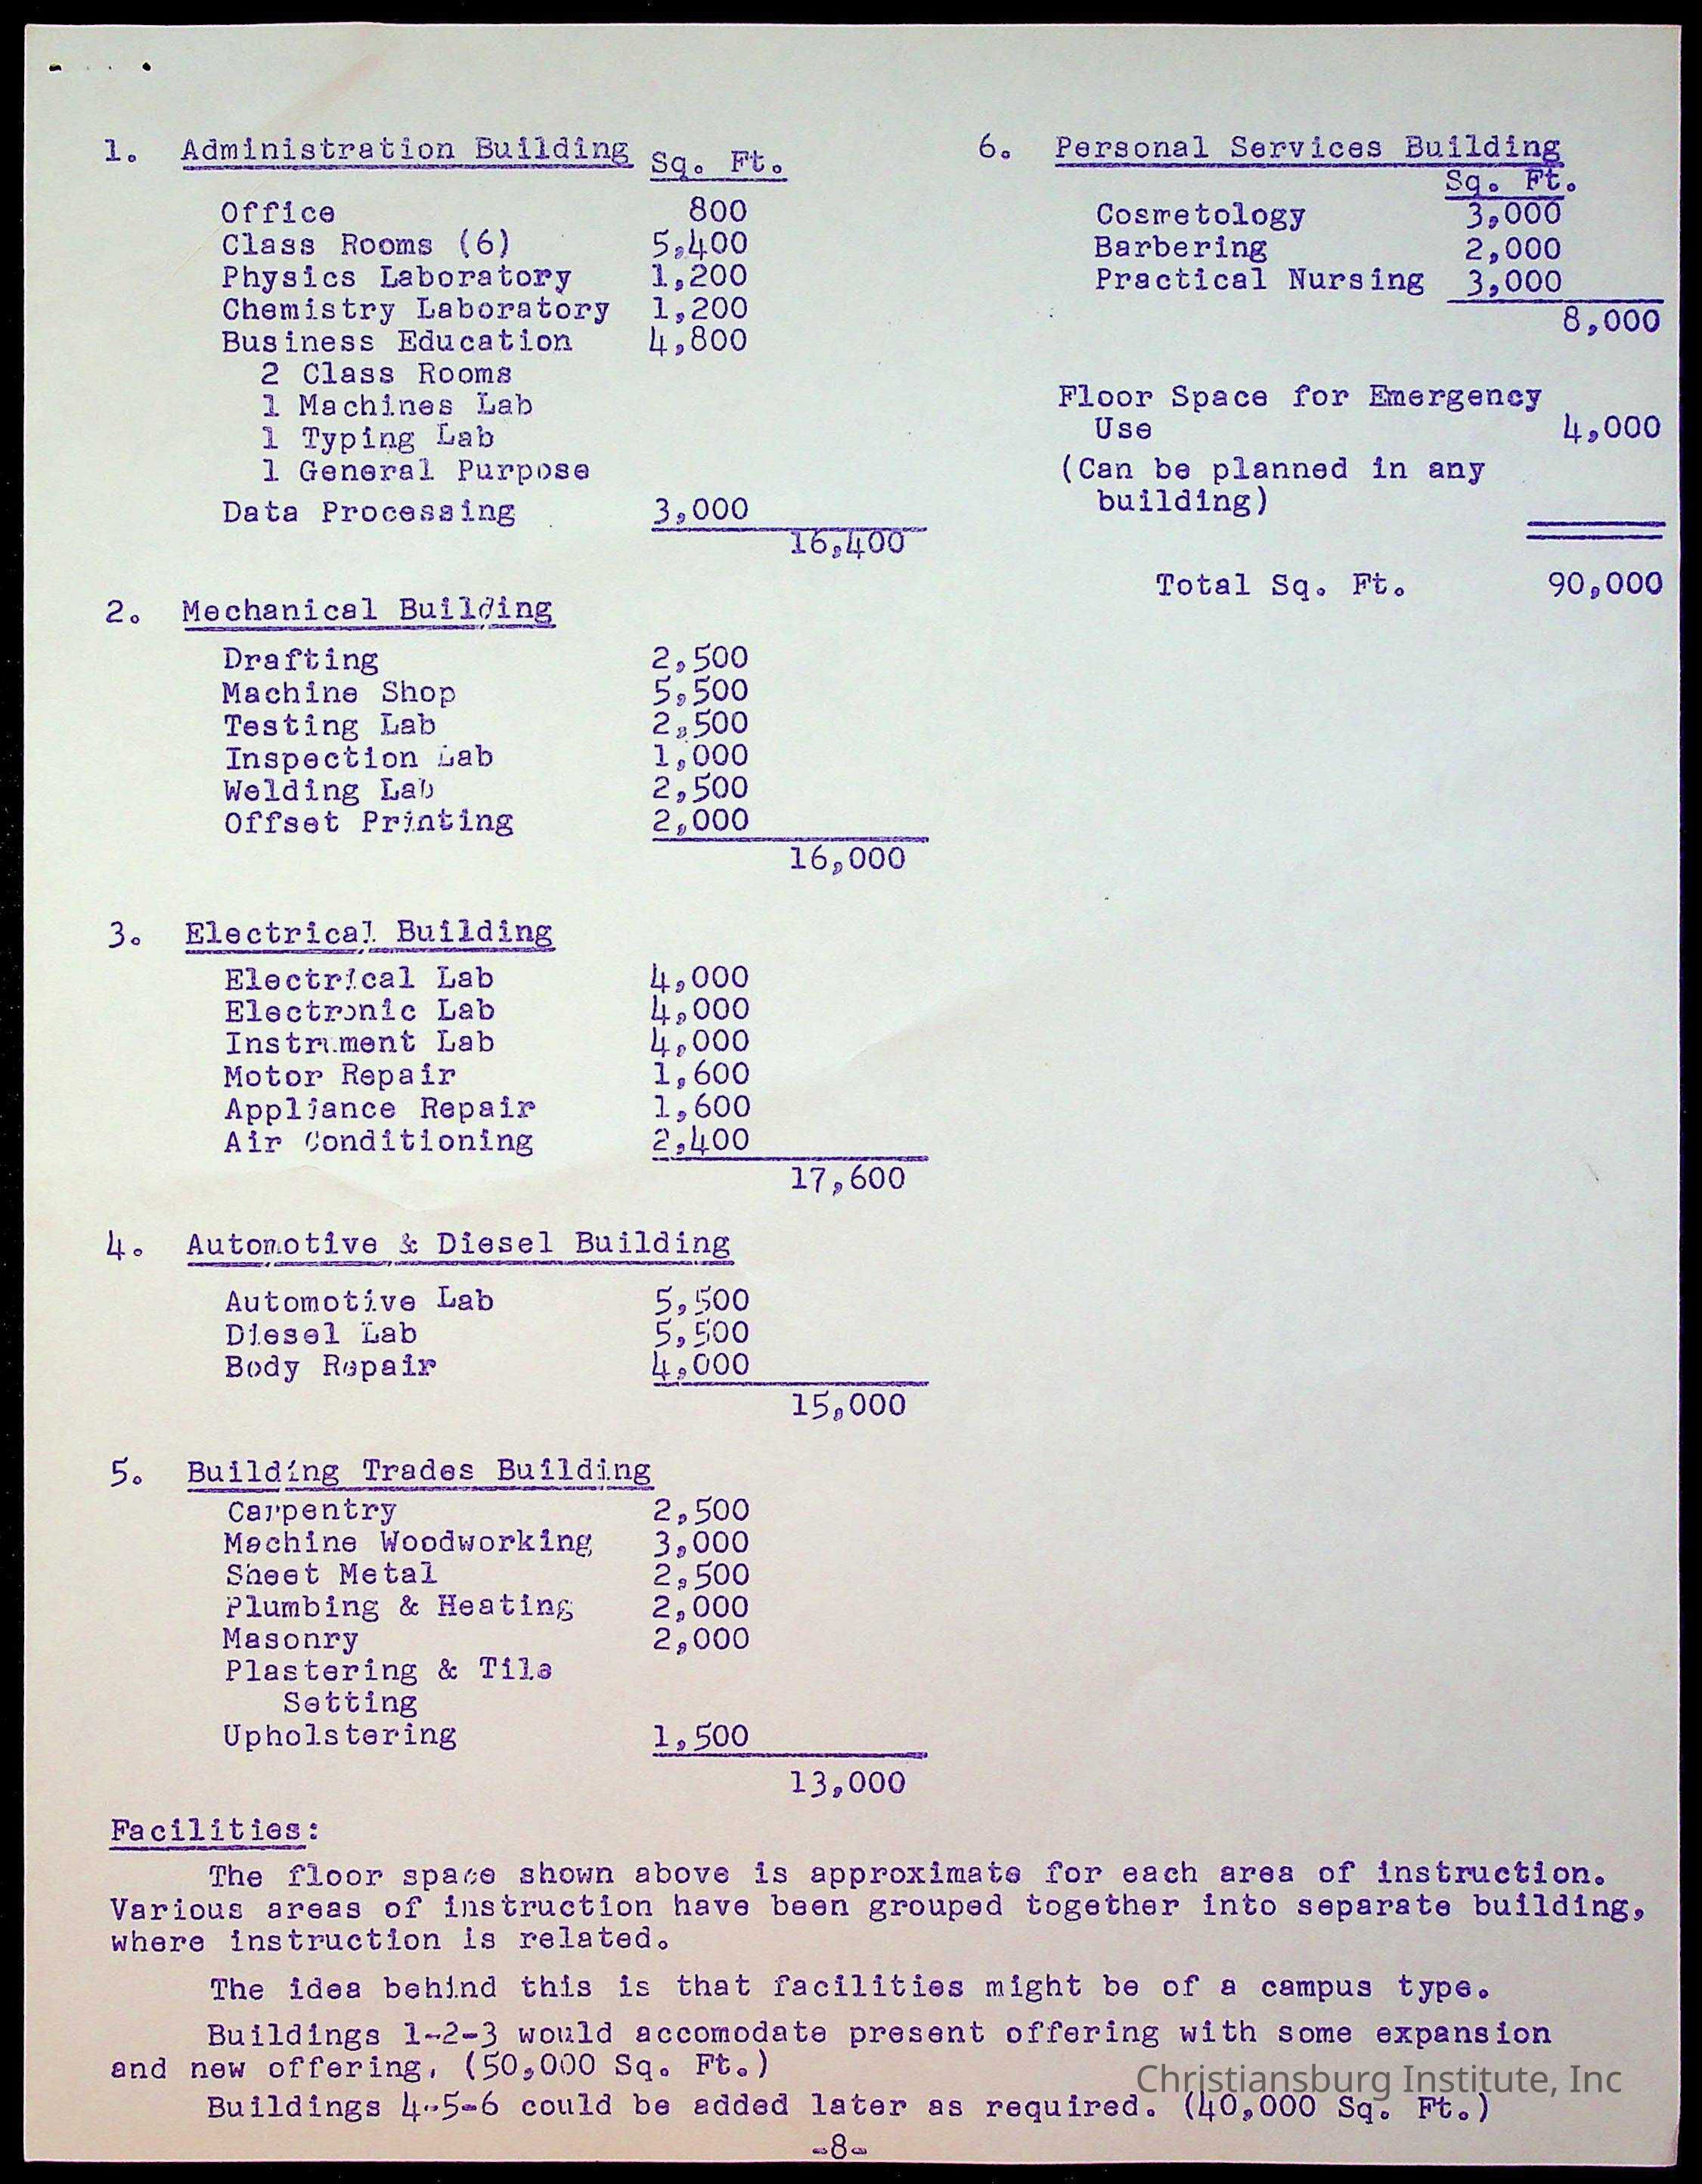 1. Administration Building Sq. Ft.
Office 800
Class Rooms (6) 5,400
Physics Laboratory 1,200
Chemistry Laboratory 1,200
Business Education 4,800
2 Class Rooms
1 Machines Lab
1 Typing Lab
1 General Purpose
Data Processing 3,000
16,400
2. Mechanical Building
Drafting 2,500
Machine Shop 5,500
Testing Lab 2,500
Inspection Lab 1,000
Welding Lab 2,500
Offset Printing 2,000
16,000
3. Electrical Building
Electrical Lab 4,000
Electronic Lab 4,000
Instrument Lab 4,000
Motor Repair 1,600
Appliance Repair 1,600
Air Conditioning 2,400
17,600
4. Automotive & Diesel Building
Automotive Lab 5,500
Diesel Lab 5,500
Body Repair 4,000
15,000
5. Building Trades Building
Carpentry 2,500
Machine Woodworking 3,000
Sheet Metal 2,500
Plumbing & Heating 2,000
Masonry 2,000
Plastering & Tile
Setting
Upholstering 1,500
13,000
6. Personal Services Building
Sq. Ft.
Cosmetology 3,000
Barbering 2,000
Practical Nursing 3,000
8,000
Floor Space for Emergency
Use 4,000
(Can be planned in any
building)
Total Sq. Ft. 90,000
Facilities:
The floor space shown above is approximate for each area of instruction.
Various areas of instruction have been grouped together into separate building,
where instruction is related.
The idea behind this is that facilities might be of a campus type.
Buildings 1-2-3 would accomodate present offering with some expansion
and new offering. (50,000 Sq. Ft.)
Buildings 4-5-6 could be added later as required. (40,000 Sq. Ft.)
-8-
Christiansburg Institute, Inc